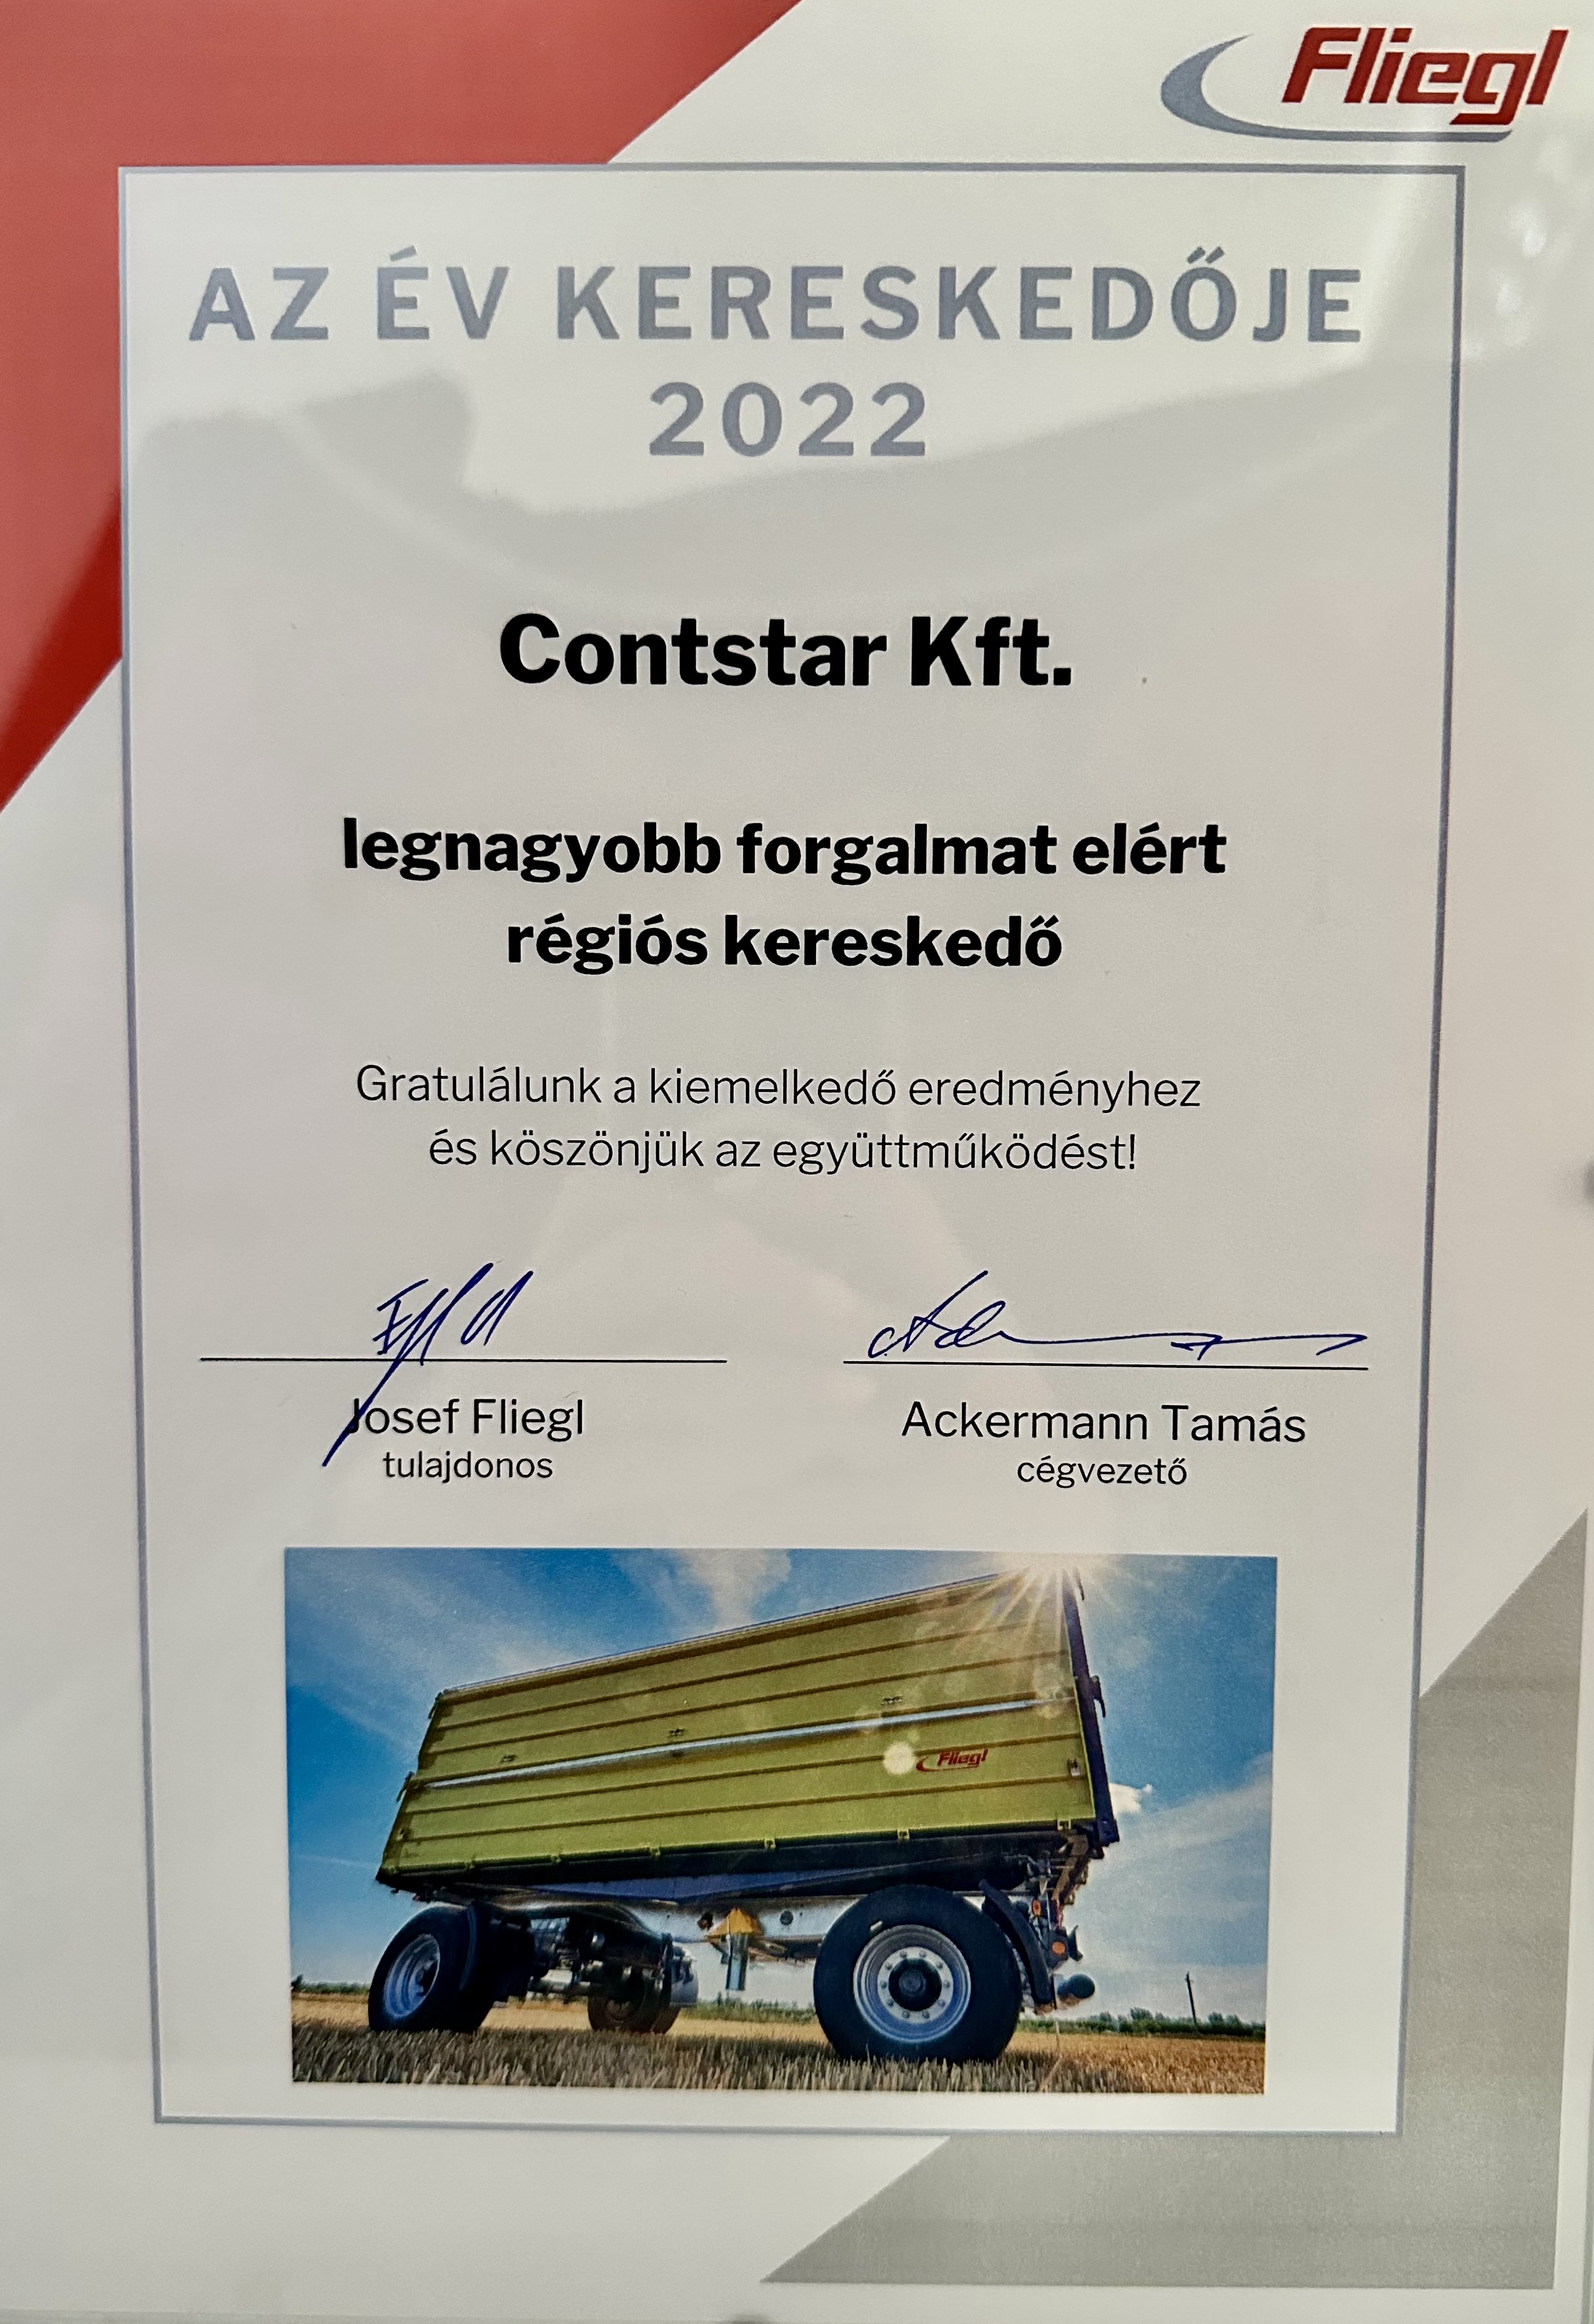 Fliegl
AZ ÉV KERESKEDŐJE
2022
Contstar Kft.
legnagyobb forgalmat elért
régiós kereskedő
Gratulálunk a kiemelkedő eredményhez
és köszönjük az együttműködést!
Josef Fliegl
tulajdonos
Ackermann Tamás
cégvezető
Fliegl